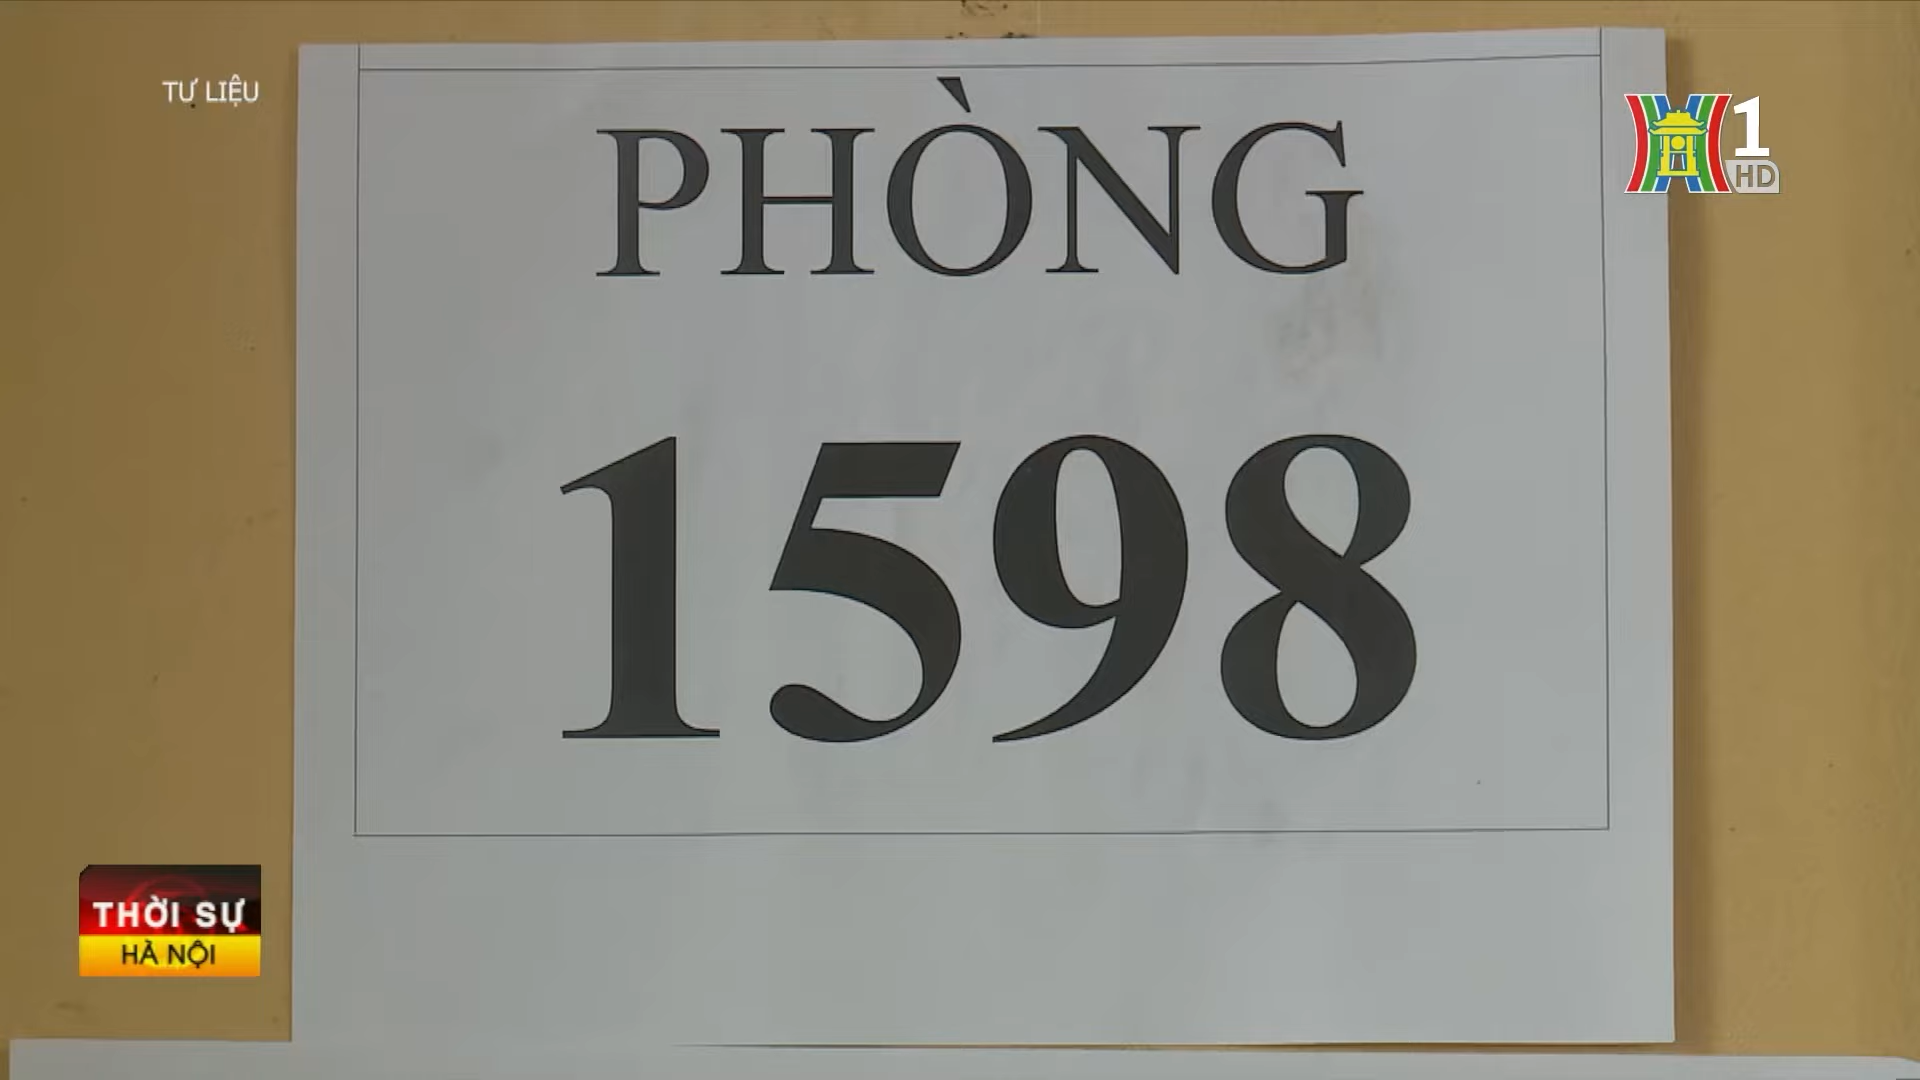 TƯ LIỆU
1
HD
PHÒNG
1598
THỜI SỰ
HÀ NỘI